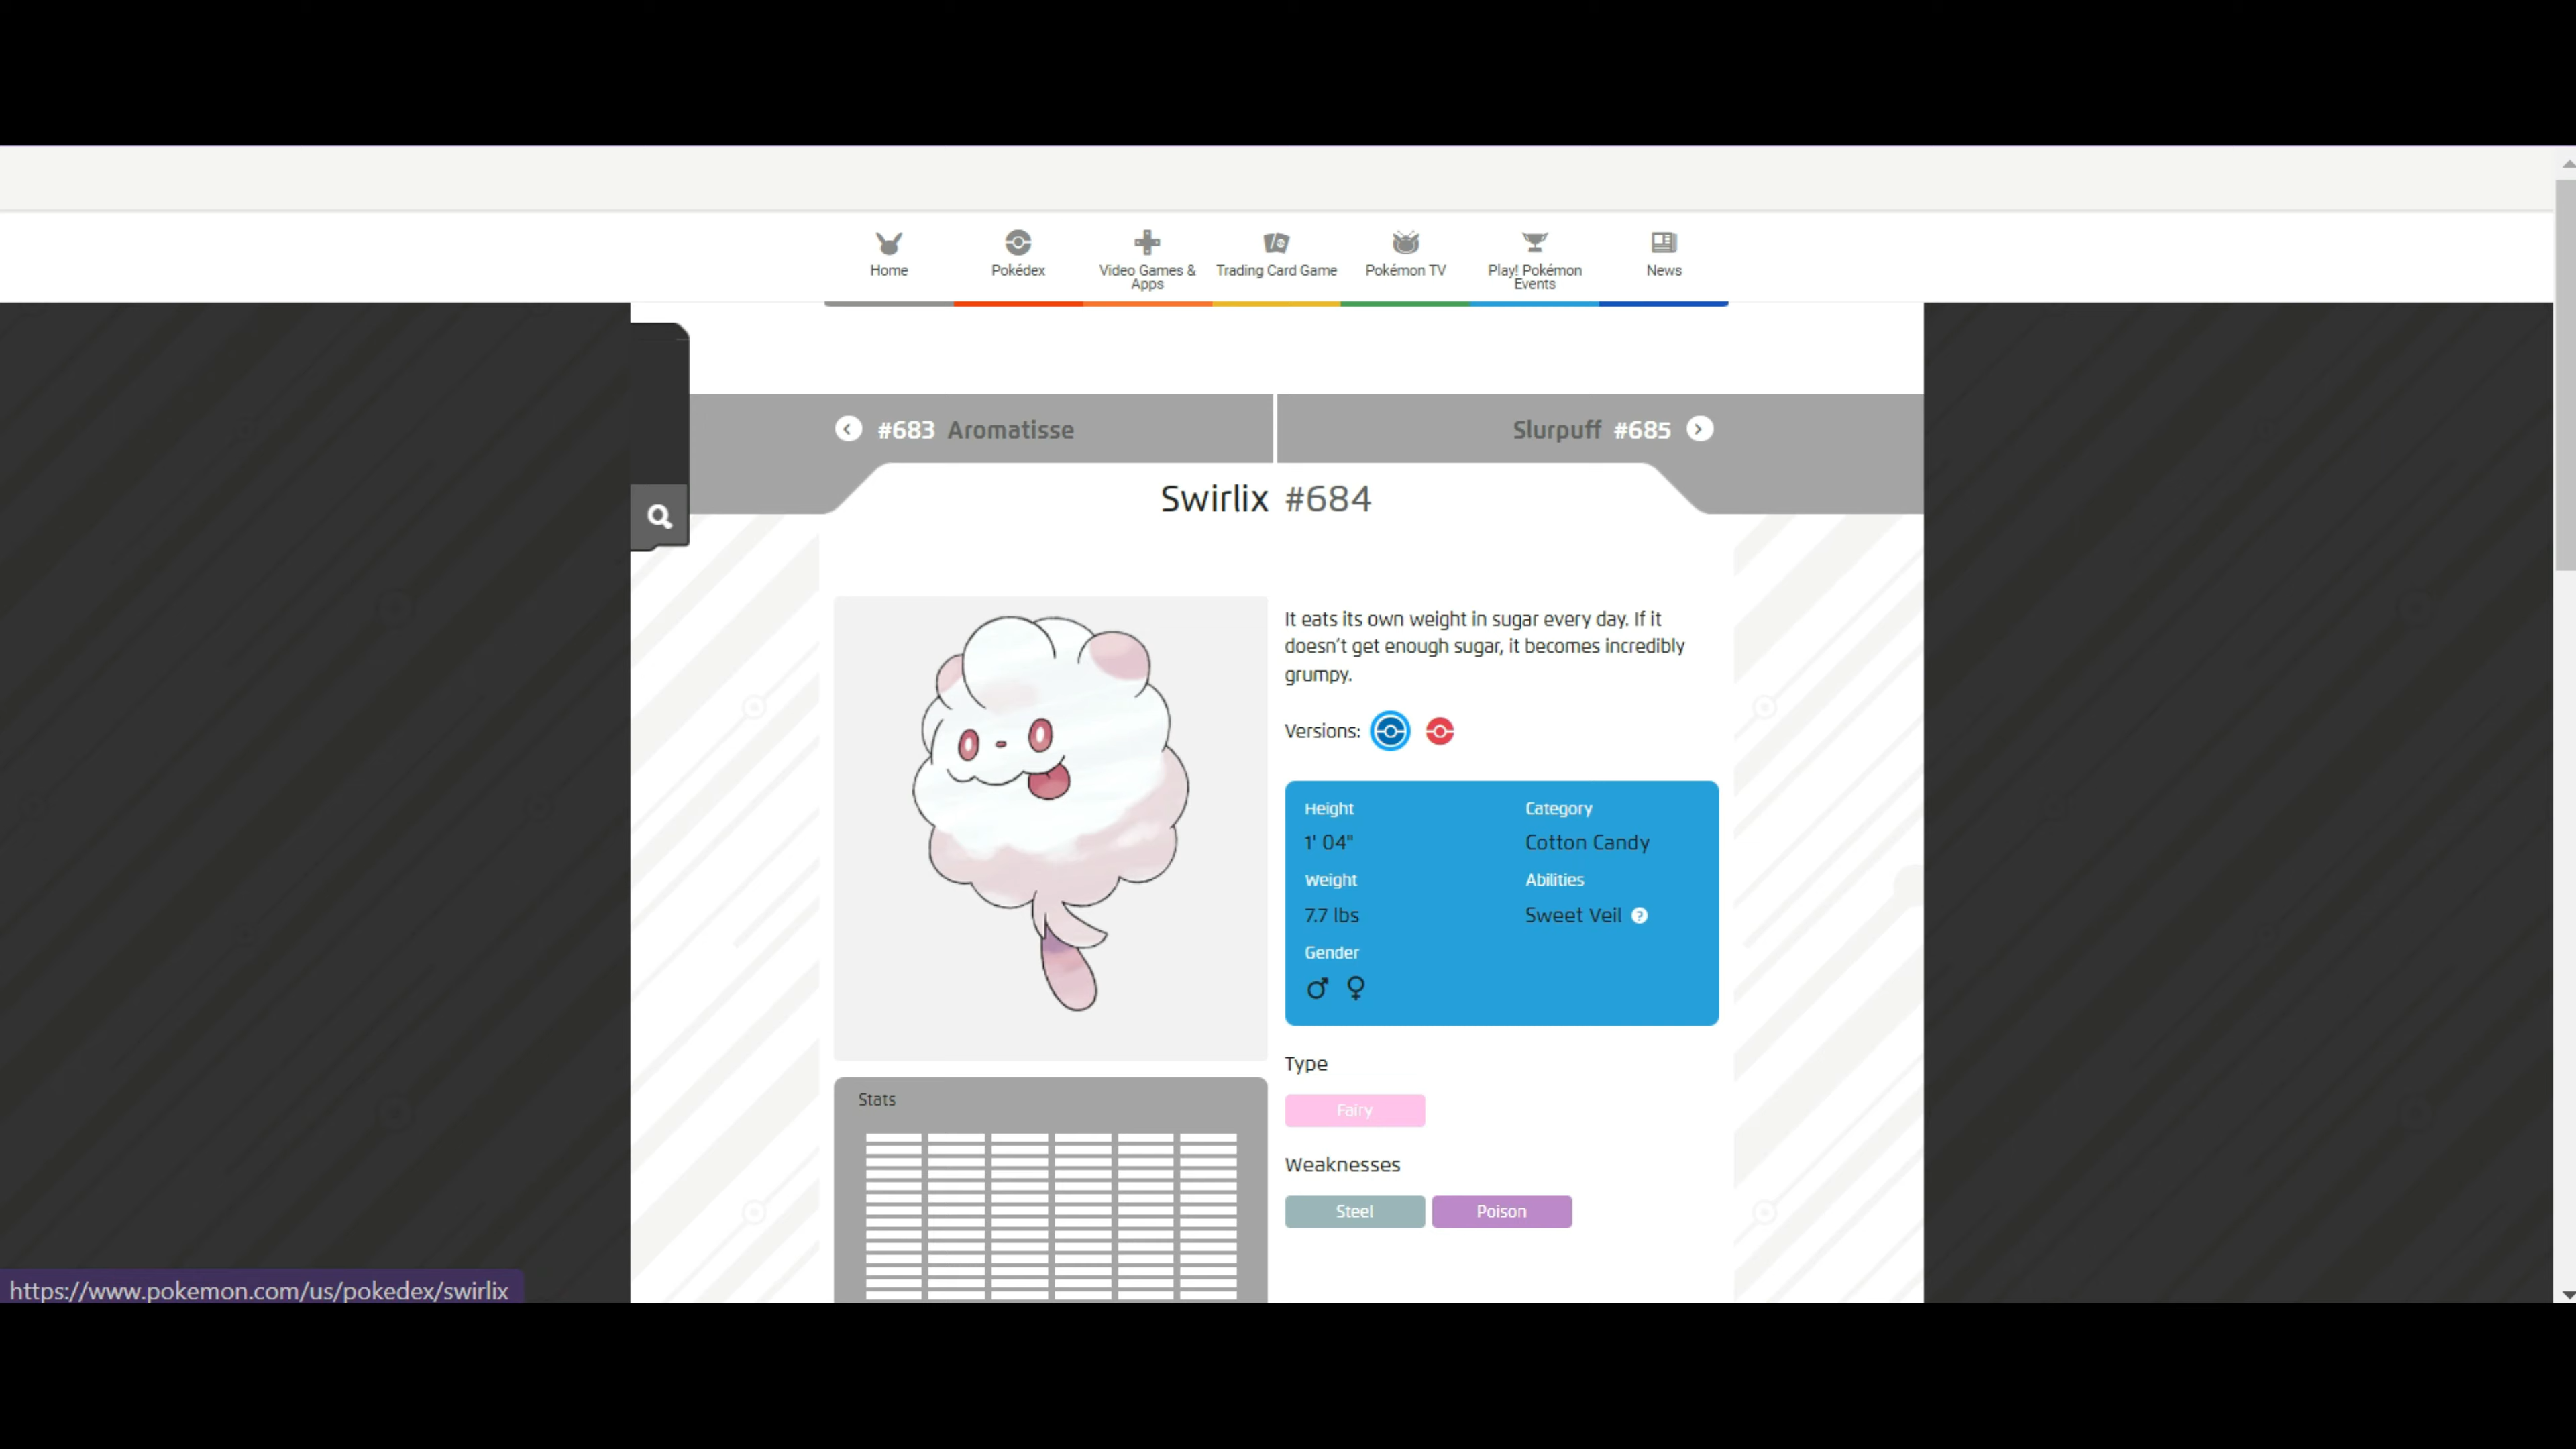 Home
Pokédex
Video Games &
Apps
Trading Card Game
Pokémon TV
Play! Pokémon
Events
News
#683 Aromatisse
Slurpuff #685
Swirlix #684
It eats its own weight in sugar every day. If it
doesn't get enough sugar, it becomes incredibly
grumpy.
Versions:
Height
1' 04"
Weight
7.7 lbs
Gender
Category
Cotton Candy
Abilities
Sweet Veil ?
Type
Fairy
Weaknesses
Steel
Poison
Stats
https://www.pokemon.com/us/pokedex/swirlix